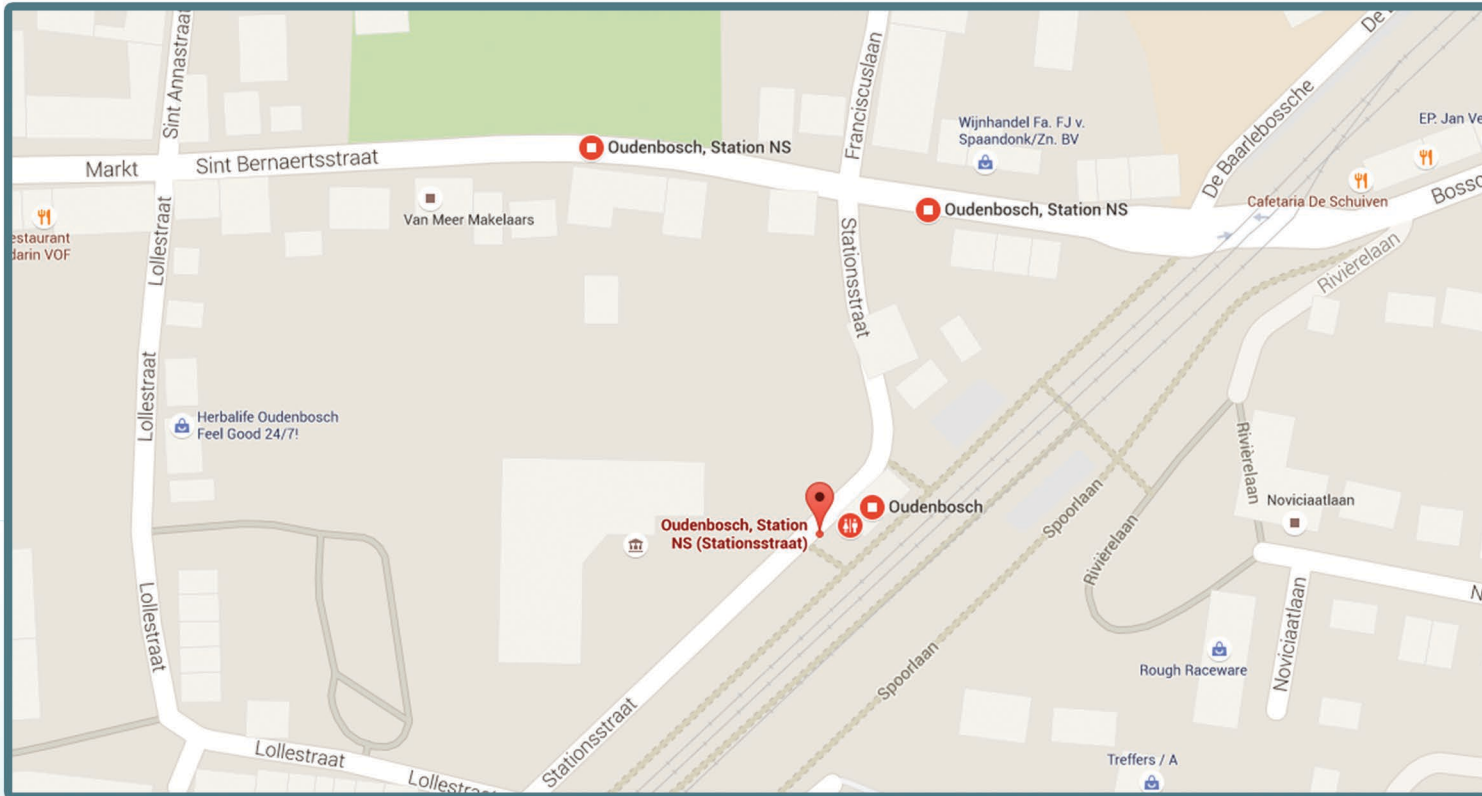 Sint Annastraat
Franciscuslaan
De Baarlebossche
Wijnhandel Fa. FJ v.
Spaandonk/Zn. BV
EP. Jan Ve
Markt
Sint Bernaertsstraat
Oudenbosch, Station NS
Van Meer Makelaars
Oudenbosch, Station NS
Cafetaria De Schuiven
Bossc
estaurant
darin VOF
Lollestraat
Stationsstraat
Rivièrelaan
Lollestraat
Herbalife Oudenbosch
Feel Good 24/7!
Rivièrelaan
Oudenbosch
Oudenbosch, Station
NS (Stationsstraat)
Spoorlaan
Noviciaatlaan
Rivièrelaan
Lollestraat
Spoorlaan
Noviciaatlaan
N
Rough Raceware
Stationsstraat
Lollestraat
Lollestraat
Treffers / A